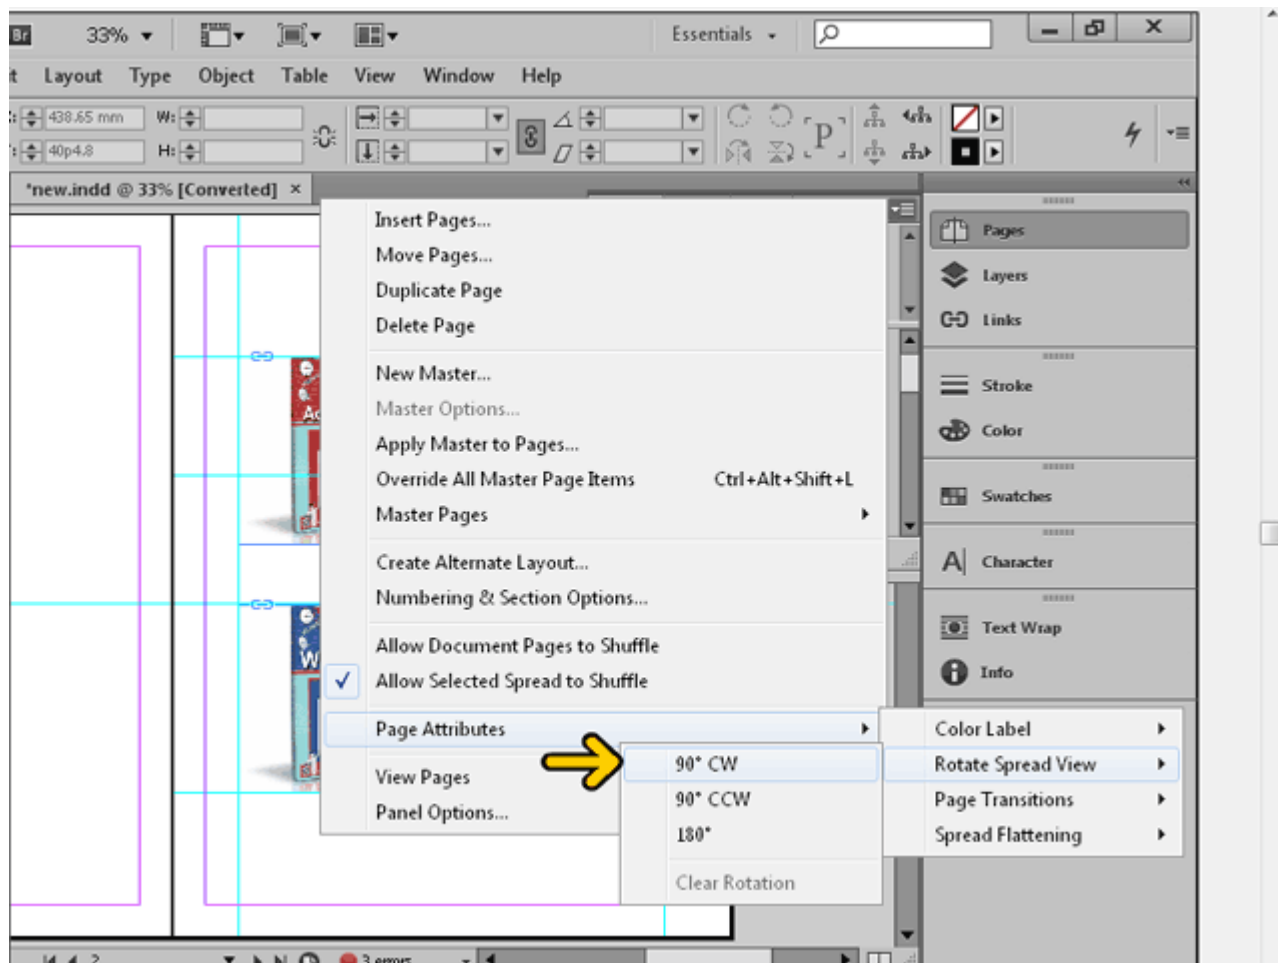 Br 33% Essentials
Layout Type Object Table View Window Help
438.65 mm W:
40p4.8 H:
P
*new.indd @ 33% [Converted] ×
Insert Pages...
Move Pages...
Duplicate Page
Delete Page
New Master...
Master Options...
Apply Master to Pages...
Override All Master Page Items Ctrl+Alt+Shift+L
Master Pages
Create Alternate Layout...
Numbering & Section Options...
Allow Document Pages to Shuffle
Allow Selected Spread to Shuffle
Page Attributes
View Pages
Panel Options...
90° CW
90° CCW
180°
Clear Rotation
Color Label
Rotate Spread View
Page Transitions
Spread Flattening
Pages
Layers
Links
Stroke
Color
Swatches
Character
Text Wrap
Info
2 3 errors